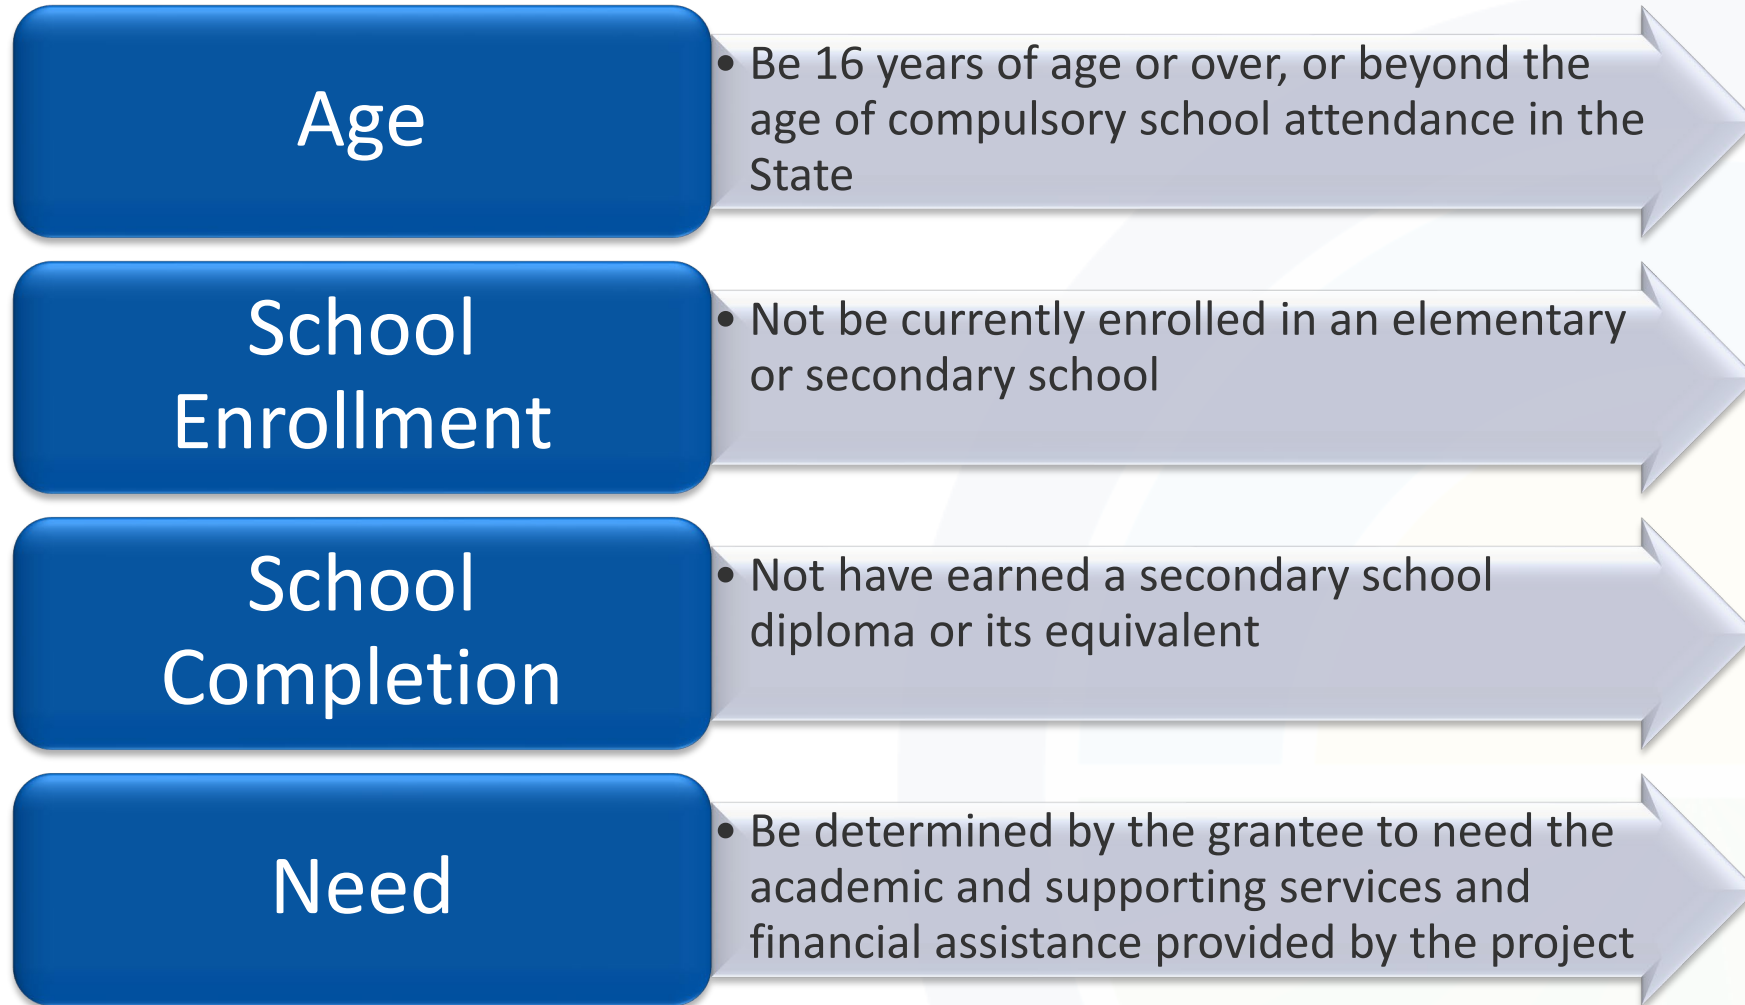 Age
• Be 16 years of age or over, or beyond the
age of compulsory school attendance in the
State
School
Enrollment
• Not be currently enrolled in an elementary
or secondary school
School
Completion
• Not have earned a secondary school
diploma or its equivalent
Need
• Be determined by the grantee to need the
academic and supporting services and
financial assistance provided by the project